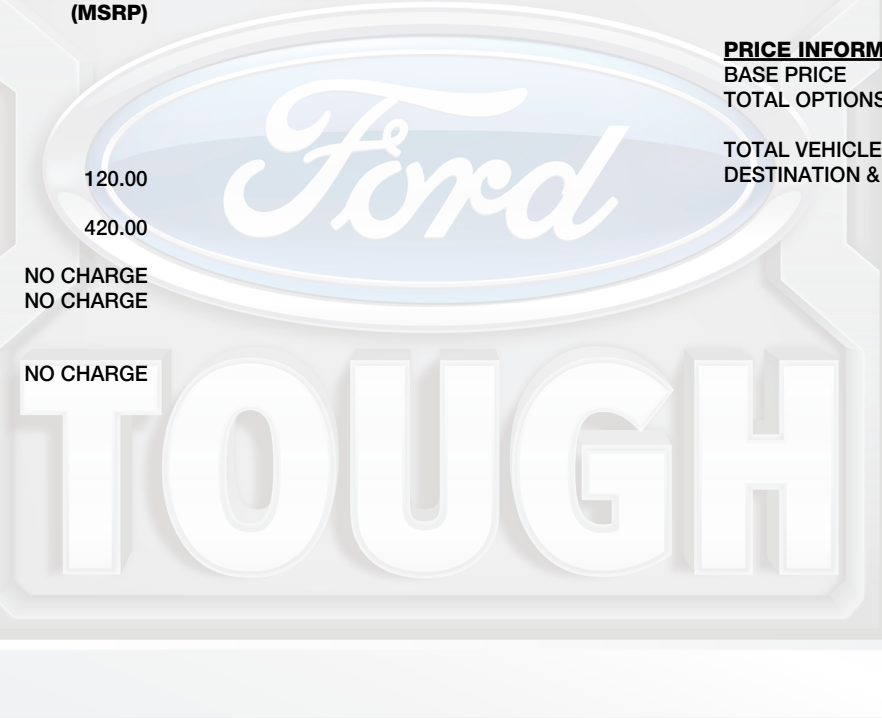 (MSRP)
120.00
420.00
NO CHARGE
NO CHARGE
NO CHARGE
PRICE INFORM
BASE PRICE
TOTAL OPTIONS
TOTAL VEHICLE
DESTINATION &
Ford
TOUGH